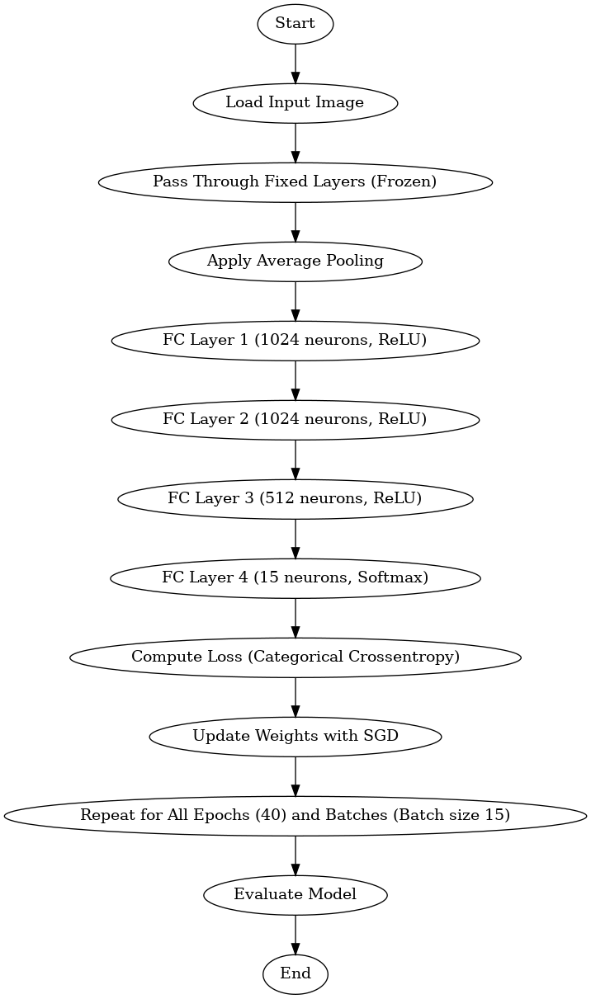 Start
Load Input Image
Pass Through Fixed Layers (Frozen)
Apply Average Pooling
FC Layer 1 (1024 neurons, ReLU)
FC Layer 2 (1024 neurons, ReLU)
FC Layer 3 (512 neurons, ReLU)
FC Layer 4 (15 neurons, Softmax)
Compute Loss (Categorical Crossentropy)
Update Weights with SGD
Repeat for All Epochs (40) and Batches (Batch size 15)
Evaluate Model
End